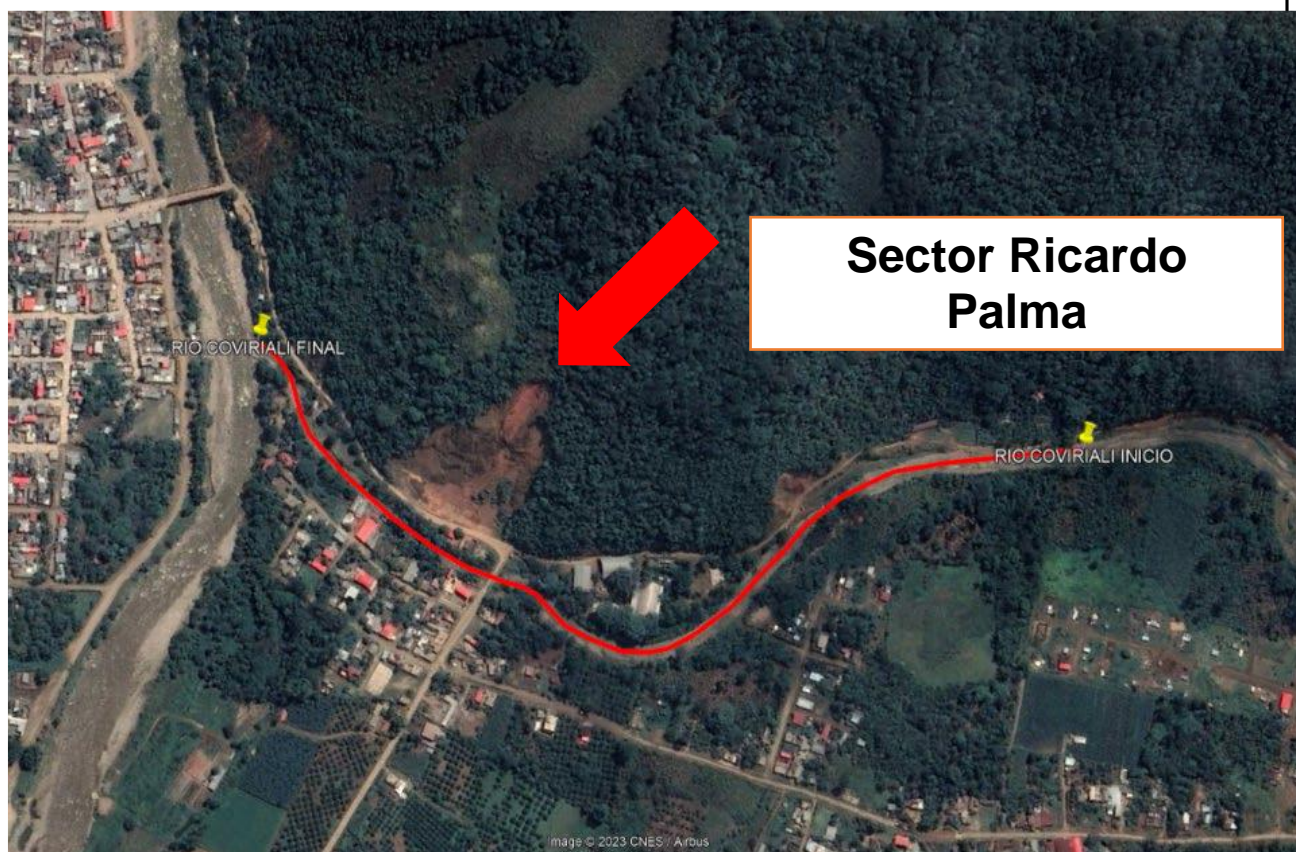 Sector Ricardo
Palma
RIO COVIRIALI FINAL
RIO COVIRIALI INICIO
Image © 2023 CNES / Airbus